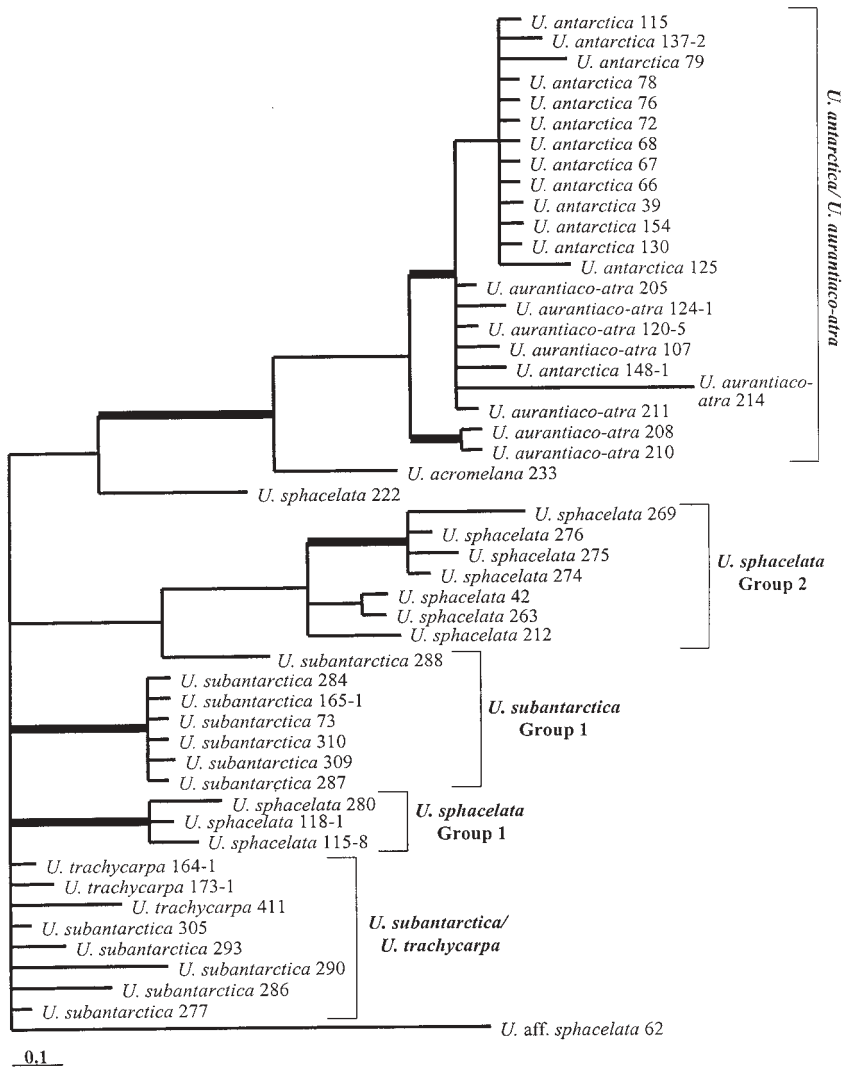 U. antarctica 115
U. antarctica 137-2
U. antarctica 79
U. antarctica 78
U. antarctica 76
U. antarctica 72
U. antarctica 68
U. antarctica 67
U. antarctica 66
U. antarctica 39
U. antarctica 154
U. antarctica 130
U. antarctica 125
U. aurantiaco-atra 205
U. aurantiaco-atra 124-1
U. aurantiaco-atra 120-5
U. aurantiaco-atra 107
U. antarctica 148-1
U. aurantiaco-
atra 214
U. aurantiaco-atra 211
U. aurantiaco-atra 208
U. aurantiaco-atra 210
U. antarctica/ U. aurantiaco-atra
U. acromelana 233
U. sphacelata 222
U. sphacelata 269
U. sphacelata 276
U. sphacelata 275
U. sphacelata 274
U. sphacelata 42
U. sphacelata 263
U. sphacelata 212
U. sphacelata
Group 2
U. subantarctica 288
U. subantarctica 284
U. subantarctica 165-1
U. subantarctica 73
U. subantarctica 310
U. subantarctica 309
U. subantarctica 287
U. subantarctica
Group 1
U. sphacelata 280
U. sphacelata 118-1
U. sphacelata 115-8
U. sphacelata
Group 1
U. trachycarpa 164-1
U. trachycarpa 173-1
U. trachycarpa 411
U. subantarctica 305
U. subantarctica 293
U. subantarctica 290
U. subantarctica 286
U. subantarctica 277
U. subantarctica/
U. trachycarpa
U. aff. sphacelata 62
0.1